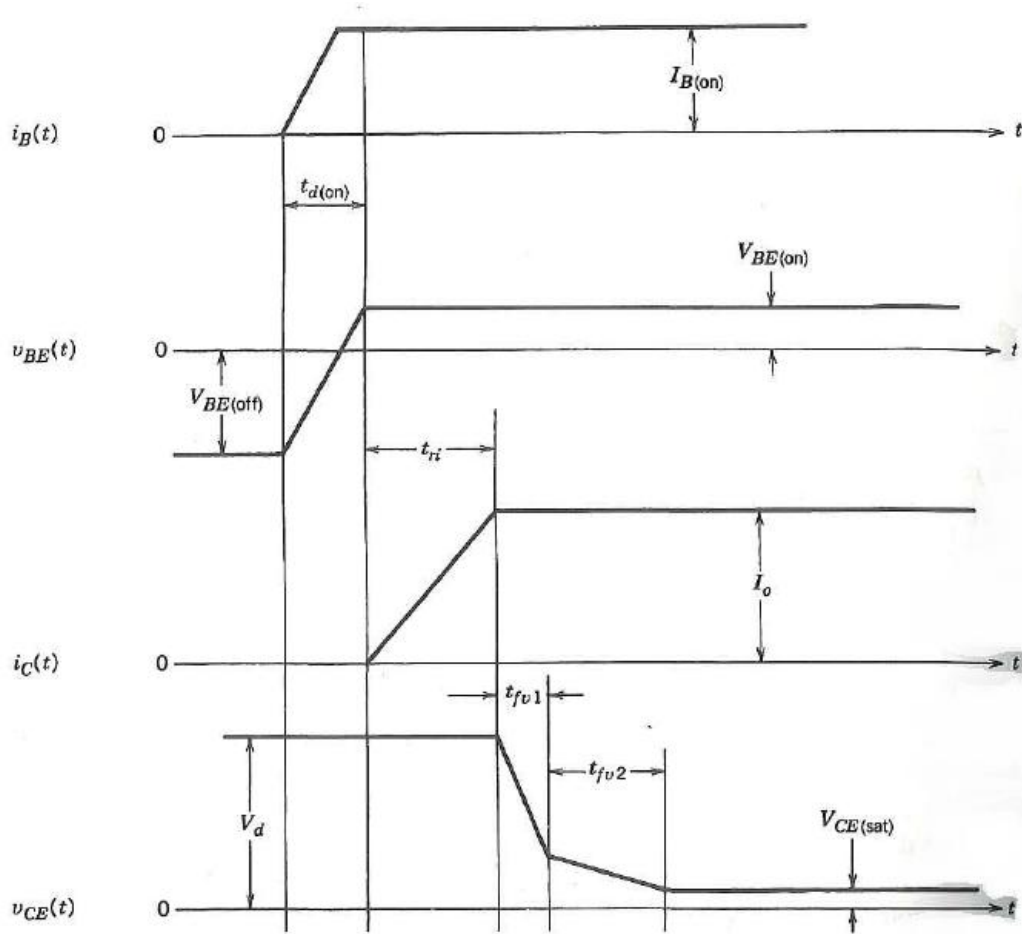 I_B(on)
i_B(t) 0 t
t_d(on)
V_BE(on)
v_BE(t) 0 t
V_BE(off)
t_ri
I_o
i_C(t) 0 t
t_fv1
t_fv2
V_d
V_CE(sat)
v_CE(t) 0 t